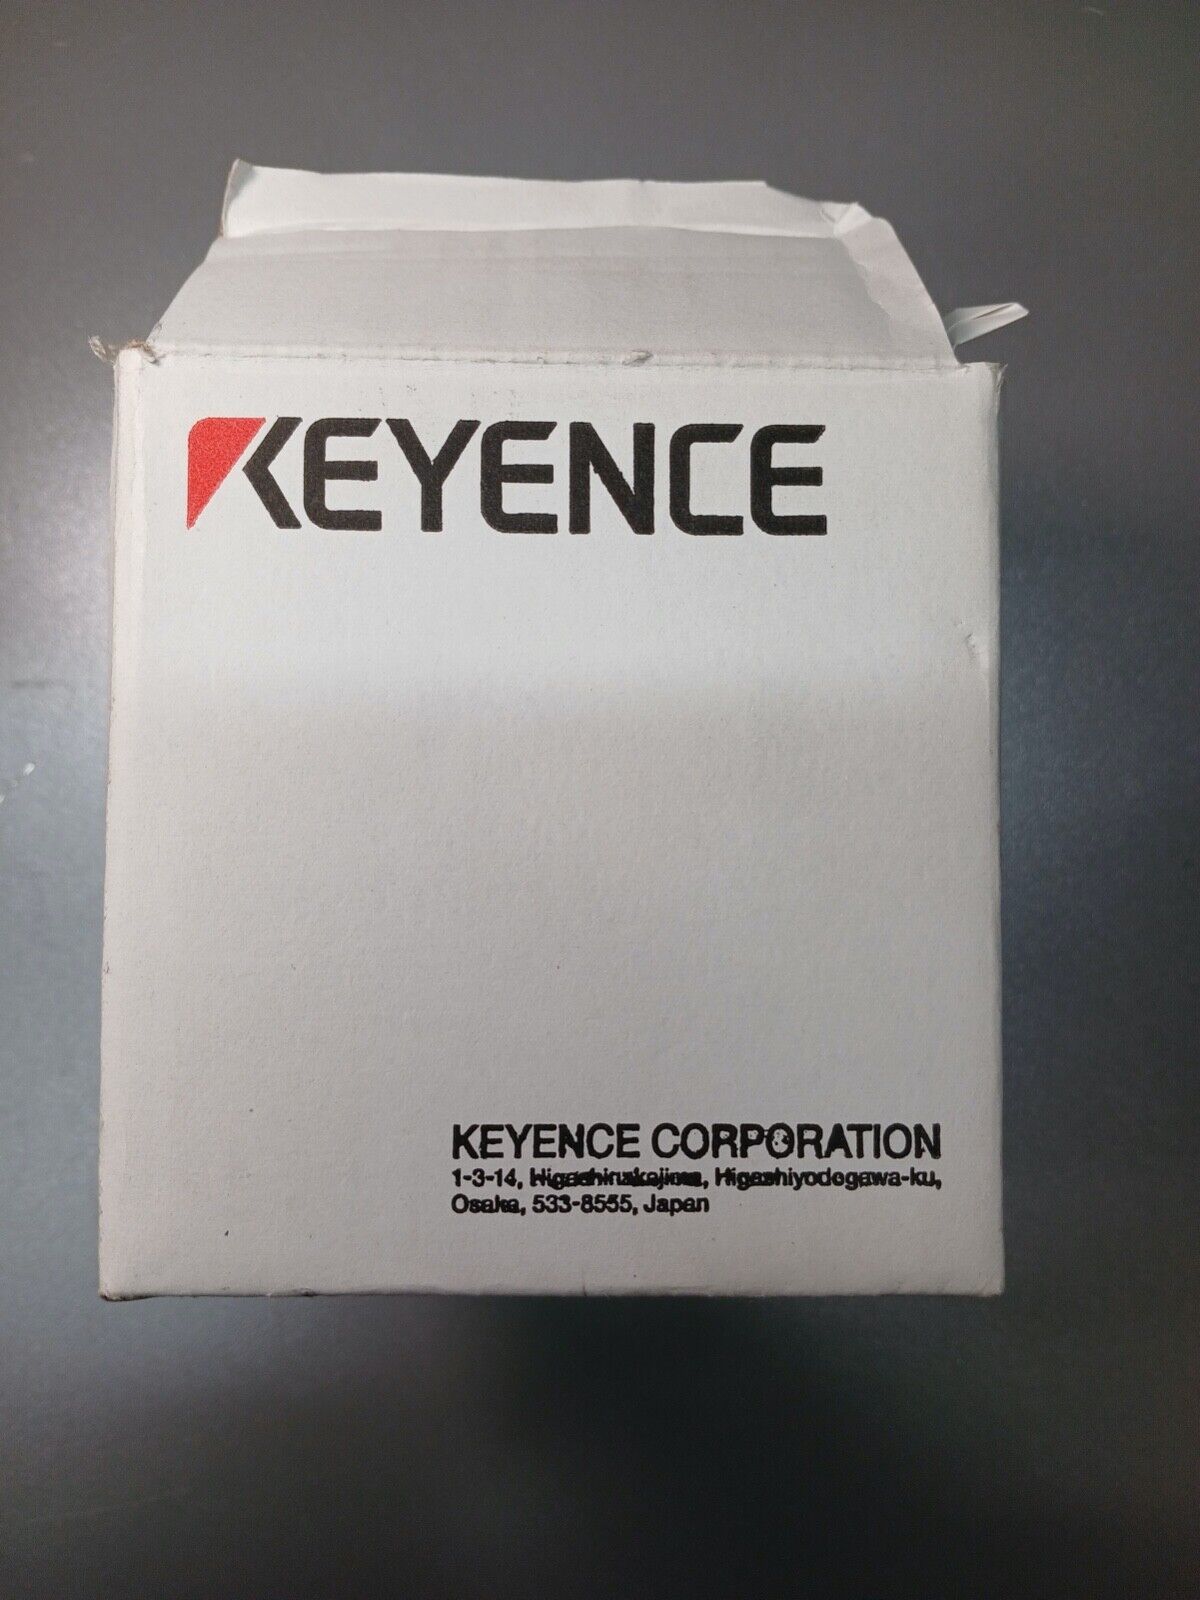 KEYENCE
KEYENCE CORPORATION
1-3-14, Higashinakajima, Higashiyodogawa-ku,
Osaka, 533-8555, Japan